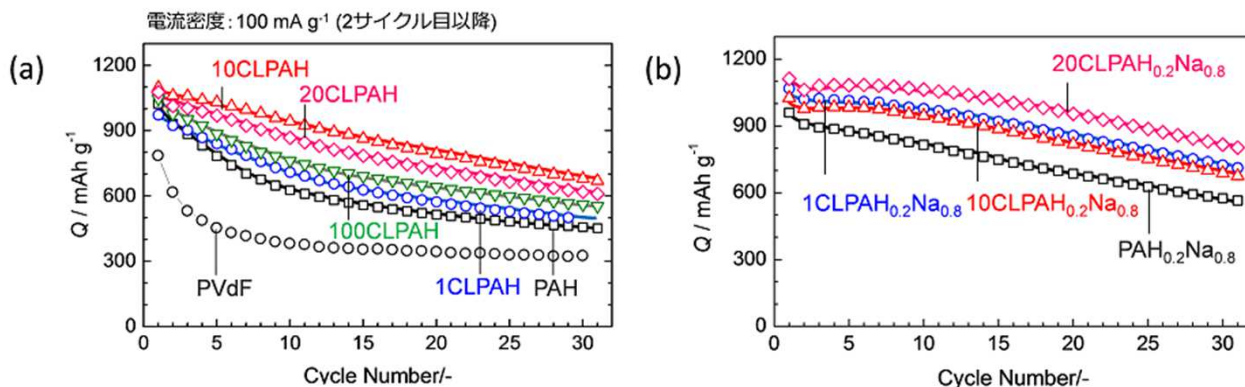 電流密度：100 mA g⁻¹ (2サイクル目以降)
(a)
1200
900
600
300
0
Q / mAh g⁻¹
10CLPAH
20CLPAH
100CLPAH
PVdF
1CLPAH
PAH
0 5 10 15 20 25 30
Cycle Number/-
(b)
1200
900
600
300
0
Q / mAh g⁻¹
20CLPAH₀.₂Na₀.₈
1CLPAH₀.₂Na₀.₈
10CLPAH₀.₂Na₀.₈
PAH₀.₂Na₀.₈
0 5 10 15 20 25 30
Cycle Number/-